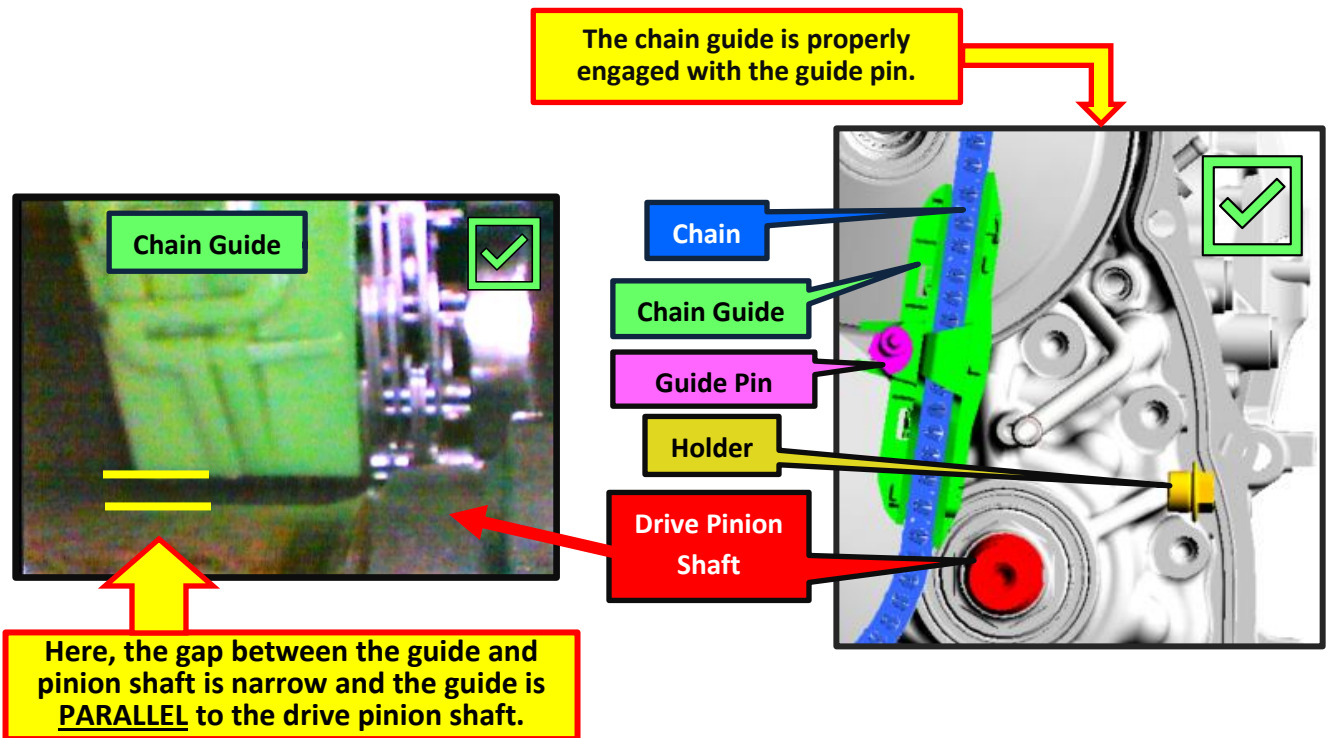 The chain guide is properly
engaged with the guide pin.
Chain Guide
Chain
Chain Guide
Guide Pin
Holder
Drive Pinion
Shaft
Here, the gap between the guide and
pinion shaft is narrow and the guide is
PARALLEL to the drive pinion shaft.